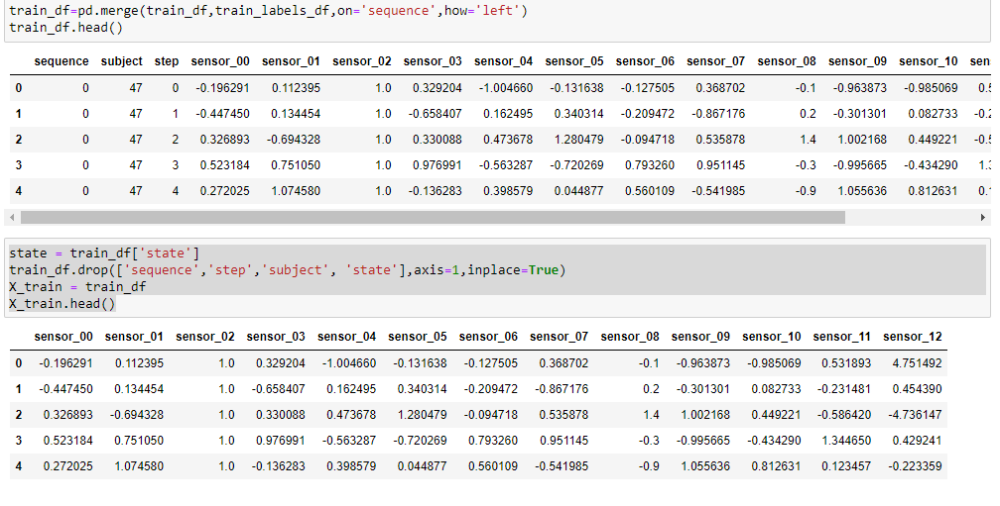 train_df=pd.merge(train_df,train_labels_df,on='sequence',how='left')
train_df.head()
sequence subject step sensor_00 sensor_01 sensor_02 sensor_03 sensor_04 sensor_05 sensor_06 sensor_07 sensor_08 sensor_09 sensor_10 sen
0 0 47 0 -0.196291 0.112395 1.0 0.329204 -1.004660 -0.131638 -0.127505 0.368702 -0.1 -0.963873 -0.985069 0.5
1 0 47 1 -0.447450 0.134454 1.0 -0.658407 0.162495 0.340314 -0.209472 -0.867176 0.2 -0.301301 0.082733 -0.2
2 0 47 2 0.326893 -0.694328 1.0 0.330088 0.473678 1.280479 -0.094718 0.535878 1.4 1.002168 0.449221 -0.5
3 0 47 3 0.523184 0.751050 1.0 0.976991 -0.563287 -0.720269 0.793260 0.951145 -0.3 -0.995665 -0.434290 1.3
4 0 47 4 0.272025 1.074580 1.0 -0.136283 0.398579 0.044877 0.560109 -0.541985 -0.9 1.055636 0.812631 0.1
state = train_df['state']
train_df.drop(['sequence','step','subject', 'state'],axis=1,inplace=True)
X_train = train_df
X_train.head()
sensor_00 sensor_01 sensor_02 sensor_03 sensor_04 sensor_05 sensor_06 sensor_07 sensor_08 sensor_09 sensor_10 sensor_11 sensor_12
0 -0.196291 0.112395 1.0 0.329204 -1.004660 -0.131638 -0.127505 0.368702 -0.1 -0.963873 -0.985069 0.531893 4.751492
1 -0.447450 0.134454 1.0 -0.658407 0.162495 0.340314 -0.209472 -0.867176 0.2 -0.301301 0.082733 -0.231481 0.454390
2 0.326893 -0.694328 1.0 0.330088 0.473678 1.280479 -0.094718 0.535878 1.4 1.002168 0.449221 -0.586420 -4.736147
3 0.523184 0.751050 1.0 0.976991 -0.563287 -0.720269 0.793260 0.951145 -0.3 -0.995665 -0.434290 1.344650 0.429241
4 0.272025 1.074580 1.0 -0.136283 0.398579 0.044877 0.560109 -0.541985 -0.9 1.055636 0.812631 0.123457 -0.223359